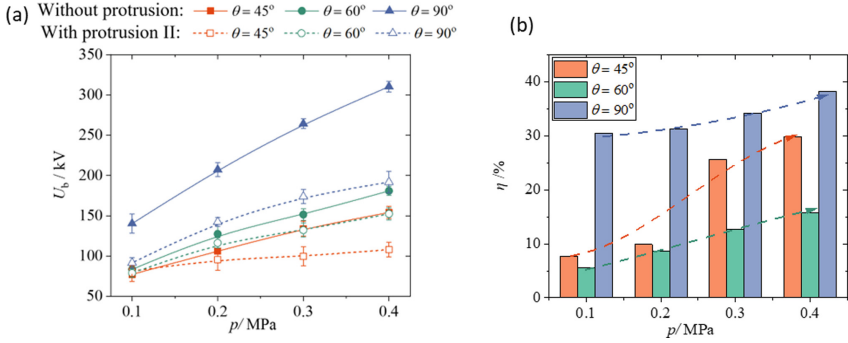 (a)
Without protrusion: θ = 45° θ = 60° θ = 90°
With protrusion II: θ = 45° θ = 60° θ = 90°
350
300
250
200
150
100
50
U_b / kV
0.1 0.2 0.3 0.4
p/ MPa
(b)
θ = 45°
θ = 60°
θ = 90°
40
30
20
10
0
η /%
0.1 0.2 0.3 0.4
p/ MPa